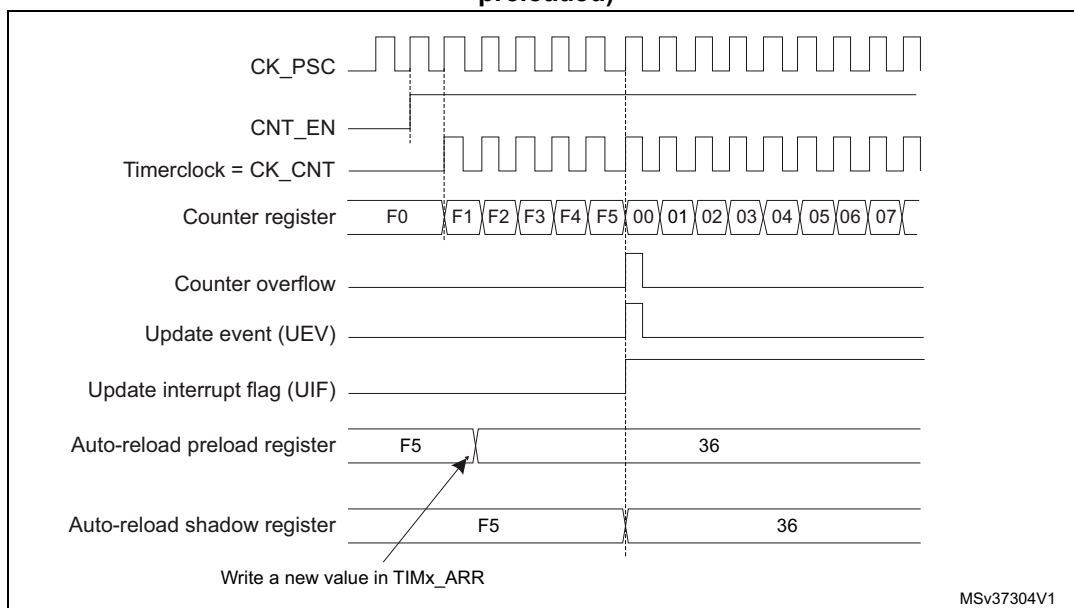 preloaded)
CK_PSC
CNT_EN
Timerclock = CK_CNT
Counter register F0 F1 F2 F3 F4 F5 00 01 02 03 04 05 06 07
Counter overflow
Update event (UEV)
Update interrupt flag (UIF)
Auto-reload preload register F5 36
Auto-reload shadow register F5 36
Write a new value in TIMx_ARR
MSv37304V1